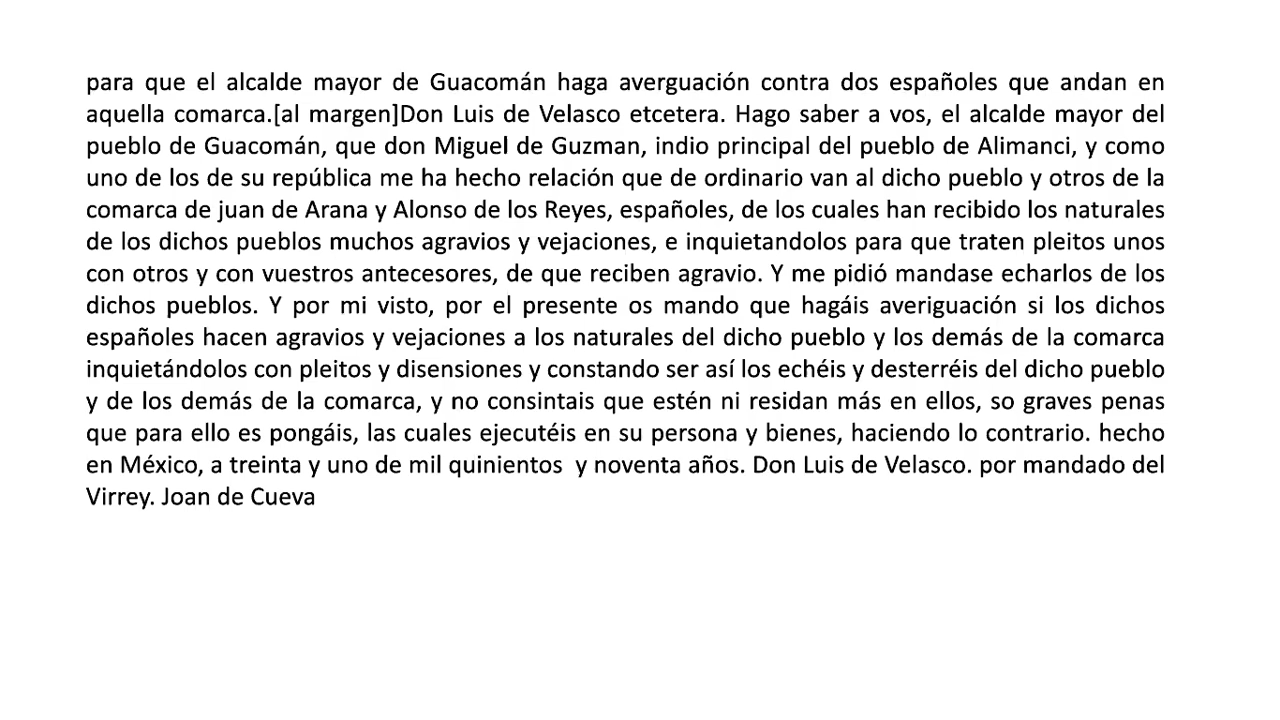 para que el alcalde mayor de Guacomán haga averguación contra dos españoles que andan en
aquella comarca.[al margen]Don Luis de Velasco etcetera. Hago saber a vos, el alcalde mayor del
pueblo de Guacomán, que don Miguel de Guzman, indio principal del pueblo de Alimanci, y como
uno de los de su república me ha hecho relación que de ordinario van al dicho pueblo y otros de la
comarca de juan de Arana y Alonso de los Reyes, españoles, de los cuales han recibido los naturales
de los dichos pueblos muchos agravios y vejaciones, e inquietandolos para que traten pleitos unos
con otros y con vuestros antecesores, de que reciben agravio. Y me pidió mandase echarlos de los
dichos pueblos. Y por mi visto, por el presente os mando que hagáis averiguación si los dichos
españoles hacen agravios y vejaciones a los naturales del dicho pueblo y los demás de la comarca
inquietándolos con pleitos y disensiones y constando ser así los echéis y desterréis del dicho pueblo
y de los demás de la comarca, y no consintais que estén ni residan más en ellos, so graves penas
que para ello es pongáis, las cuales ejecutéis en su persona y bienes, haciendo lo contrario. hecho
en México, a treinta y uno de mil quinientos  y noventa años. Don Luis de Velasco. por mandado del
Virrey. Joan de Cueva